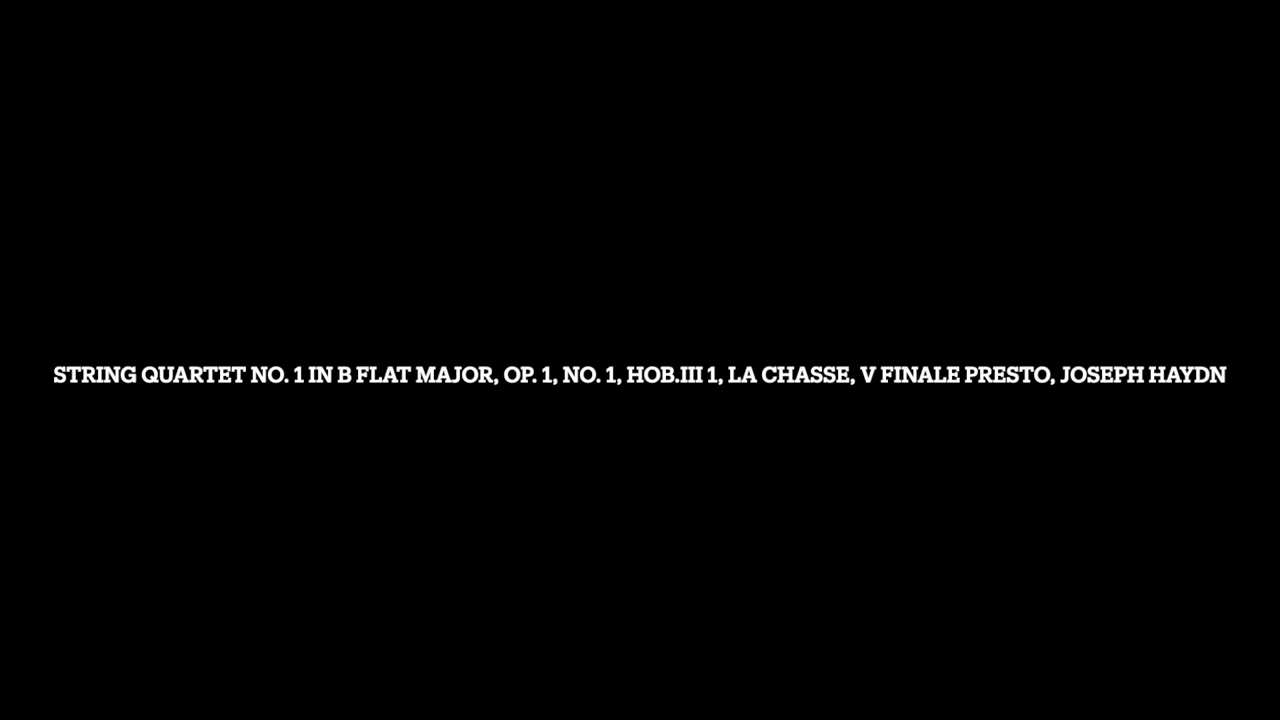 STRING QUARTET NO. 1 IN B FLAT MAJOR, OP. 1, NO. 1, HOB.III 1, LA CHASSE, V FINALE PRESTO, JOSEPH HAYDN